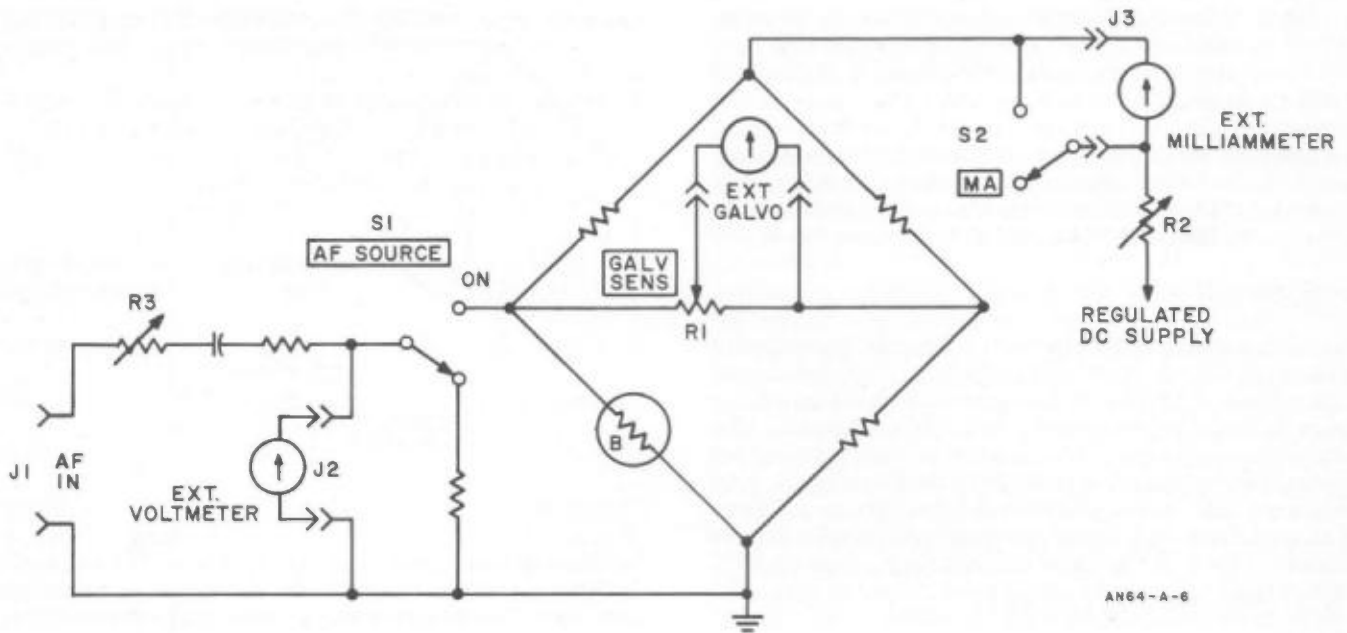 J3
S2
EXT.
MILLIAMMETER
MA
R2
REGULATED
DC SUPPLY
EXT
GALVO
GALV
SENS
R1
S1
AF SOURCE
ON
R3
J1
AF
IN
EXT.
VOLTMETER
J2
B
AN64-A-6